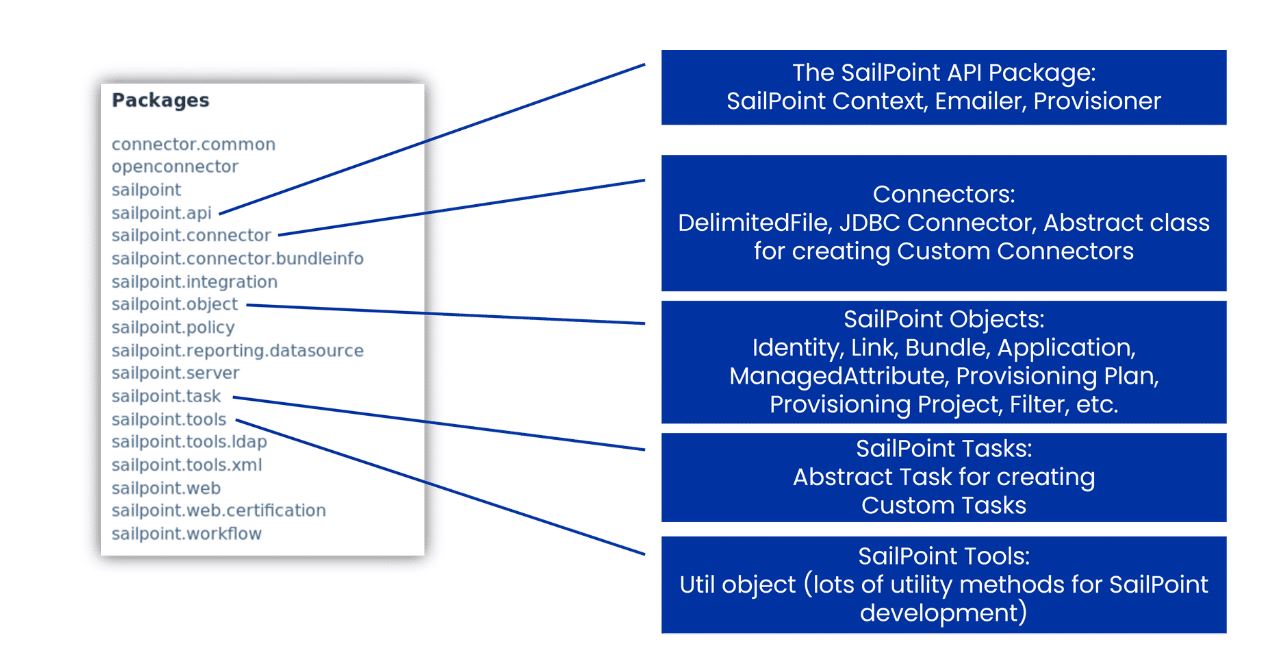 Packages
connector.common
openconnector
sailpoint
sailpoint.api
sailpoint.connector
sailpoint.connector.bundleinfo
sailpoint.integration
sailpoint.object
sailpoint.policy
sailpoint.reporting.datasource
sailpoint.server
sailpoint.task
sailpoint.tools
sailpoint.tools.ldap
sailpoint.tools.xml
sailpoint.web
sailpoint.web.certification
sailpoint.workflow
The SailPoint API Package:
SailPoint Context, Emailer, Provisioner
Connectors:
DelimitedFile, JDBC Connector, Abstract class
for creating Custom Connectors
SailPoint Objects:
Identity, Link, Bundle, Application,
ManagedAttribute, Provisioning Plan,
Provisioning Project, Filter, etc.
SailPoint Tasks:
Abstract Task for creating
Custom Tasks
SailPoint Tools:
Util object (lots of utility methods for SailPoint
development)